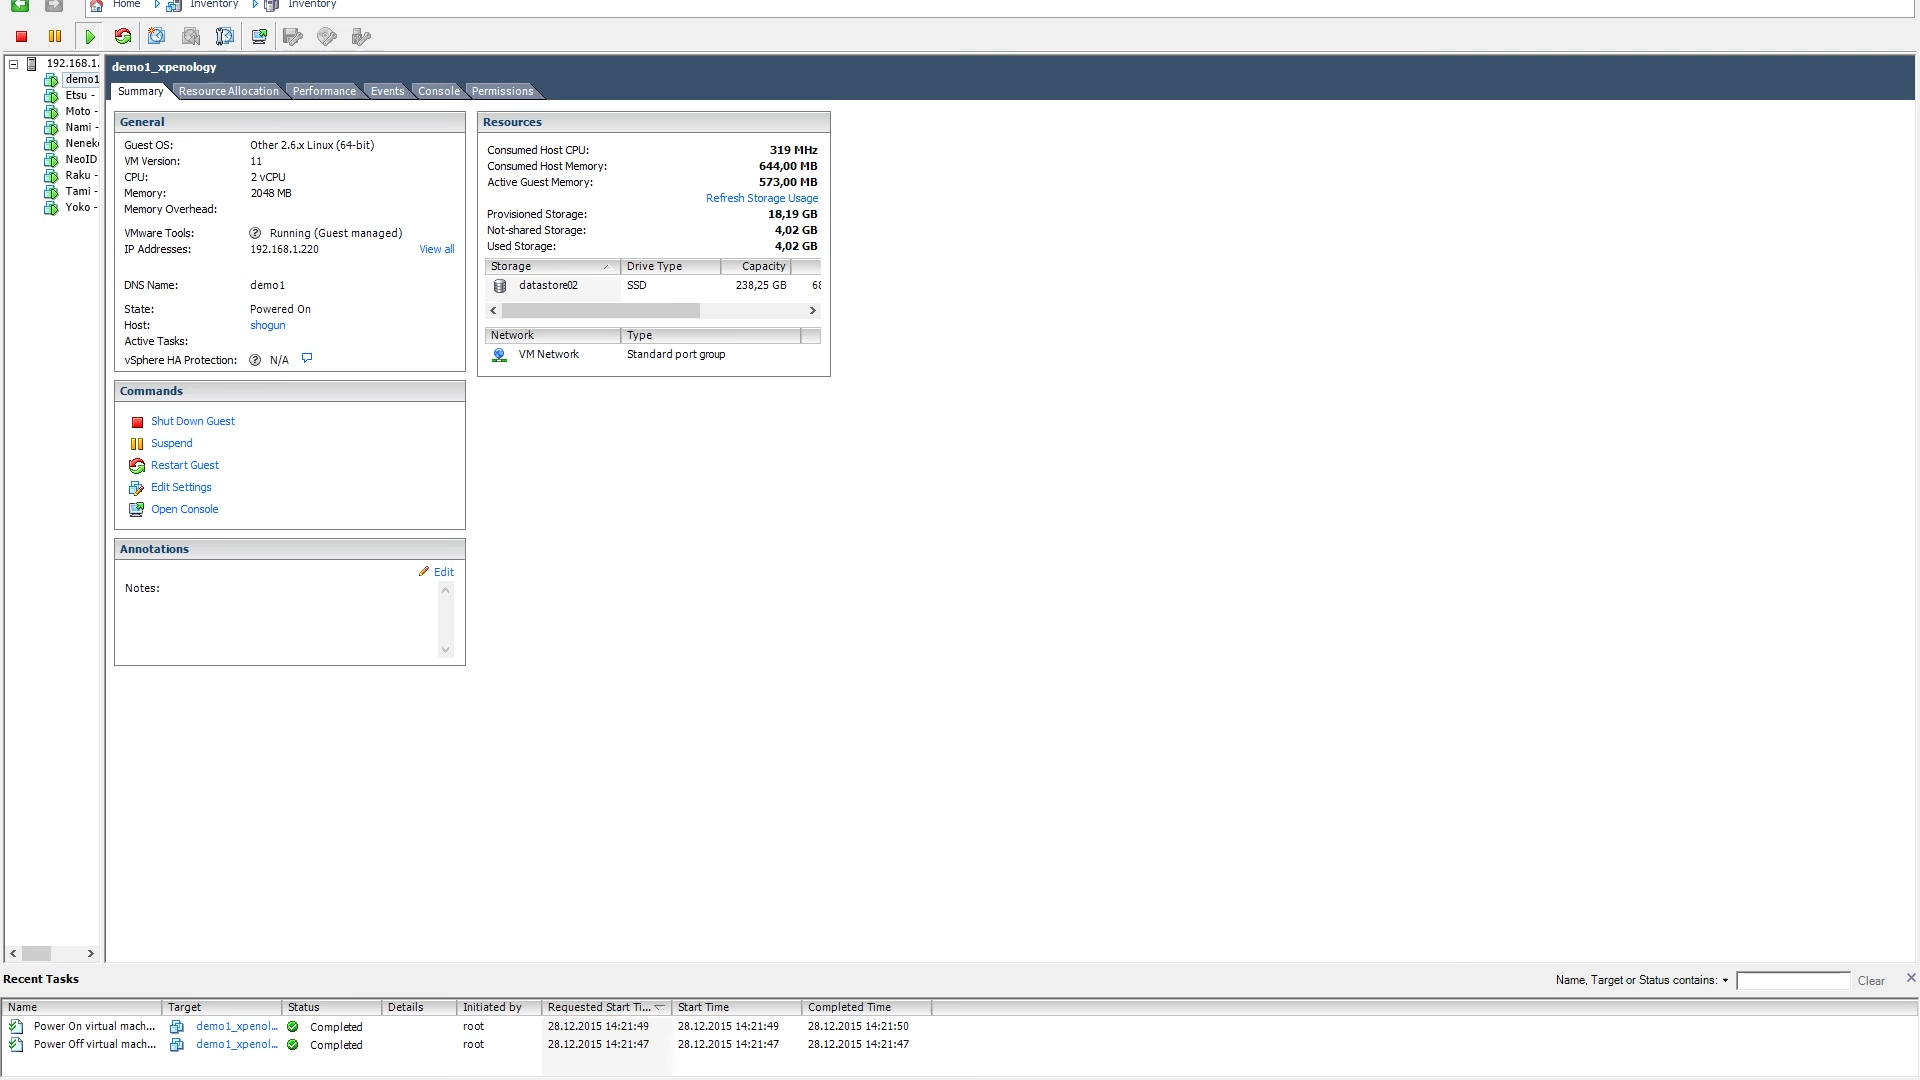 Home Inventory Inventory
192.168.1.
demo1
Etsu -
Moto -
Nami -
Nenek
NeoID
Raku -
Tami -
Yoko -
demo1_xpenology
Summary Resource Allocation Performance Events Console Permissions
General
Guest OS: Other 2.6.x Linux (64-bit)
VM Version: 11
CPU: 2 vCPU
Memory: 2048 MB
Memory Overhead:
VMware Tools: Running (Guest managed)
IP Addresses: 192.168.1.220 View all
DNS Name: demo1
State: Powered On
Host: shogun
Active Tasks:
vSphere HA Protection: N/A
Commands
Shut Down Guest
Suspend
Restart Guest
Edit Settings
Open Console
Annotations
Edit
Notes:
Resources
Consumed Host CPU: 319 MHz
Consumed Host Memory: 644,00 MB
Active Guest Memory: 573,00 MB
Refresh Storage Usage
Provisioned Storage: 18,19 GB
Not-shared Storage: 4,02 GB
Used Storage: 4,02 GB
Storage Drive Type Capacity
datastore02 SSD 238,25 GB 68
Network Type
VM Network Standard port group
Recent Tasks Name, Target or Status contains: Clear
Name Target Status Details Initiated by Requested Start Ti... Start Time Completed Time
Power On virtual mach... demo1_xpenol... Completed root 28.12.2015 14:21:49 28.12.2015 14:21:49 28.12.2015 14:21:50
Power Off virtual mach... demo1_xpenol... Completed root 28.12.2015 14:21:47 28.12.2015 14:21:47 28.12.2015 14:21:47